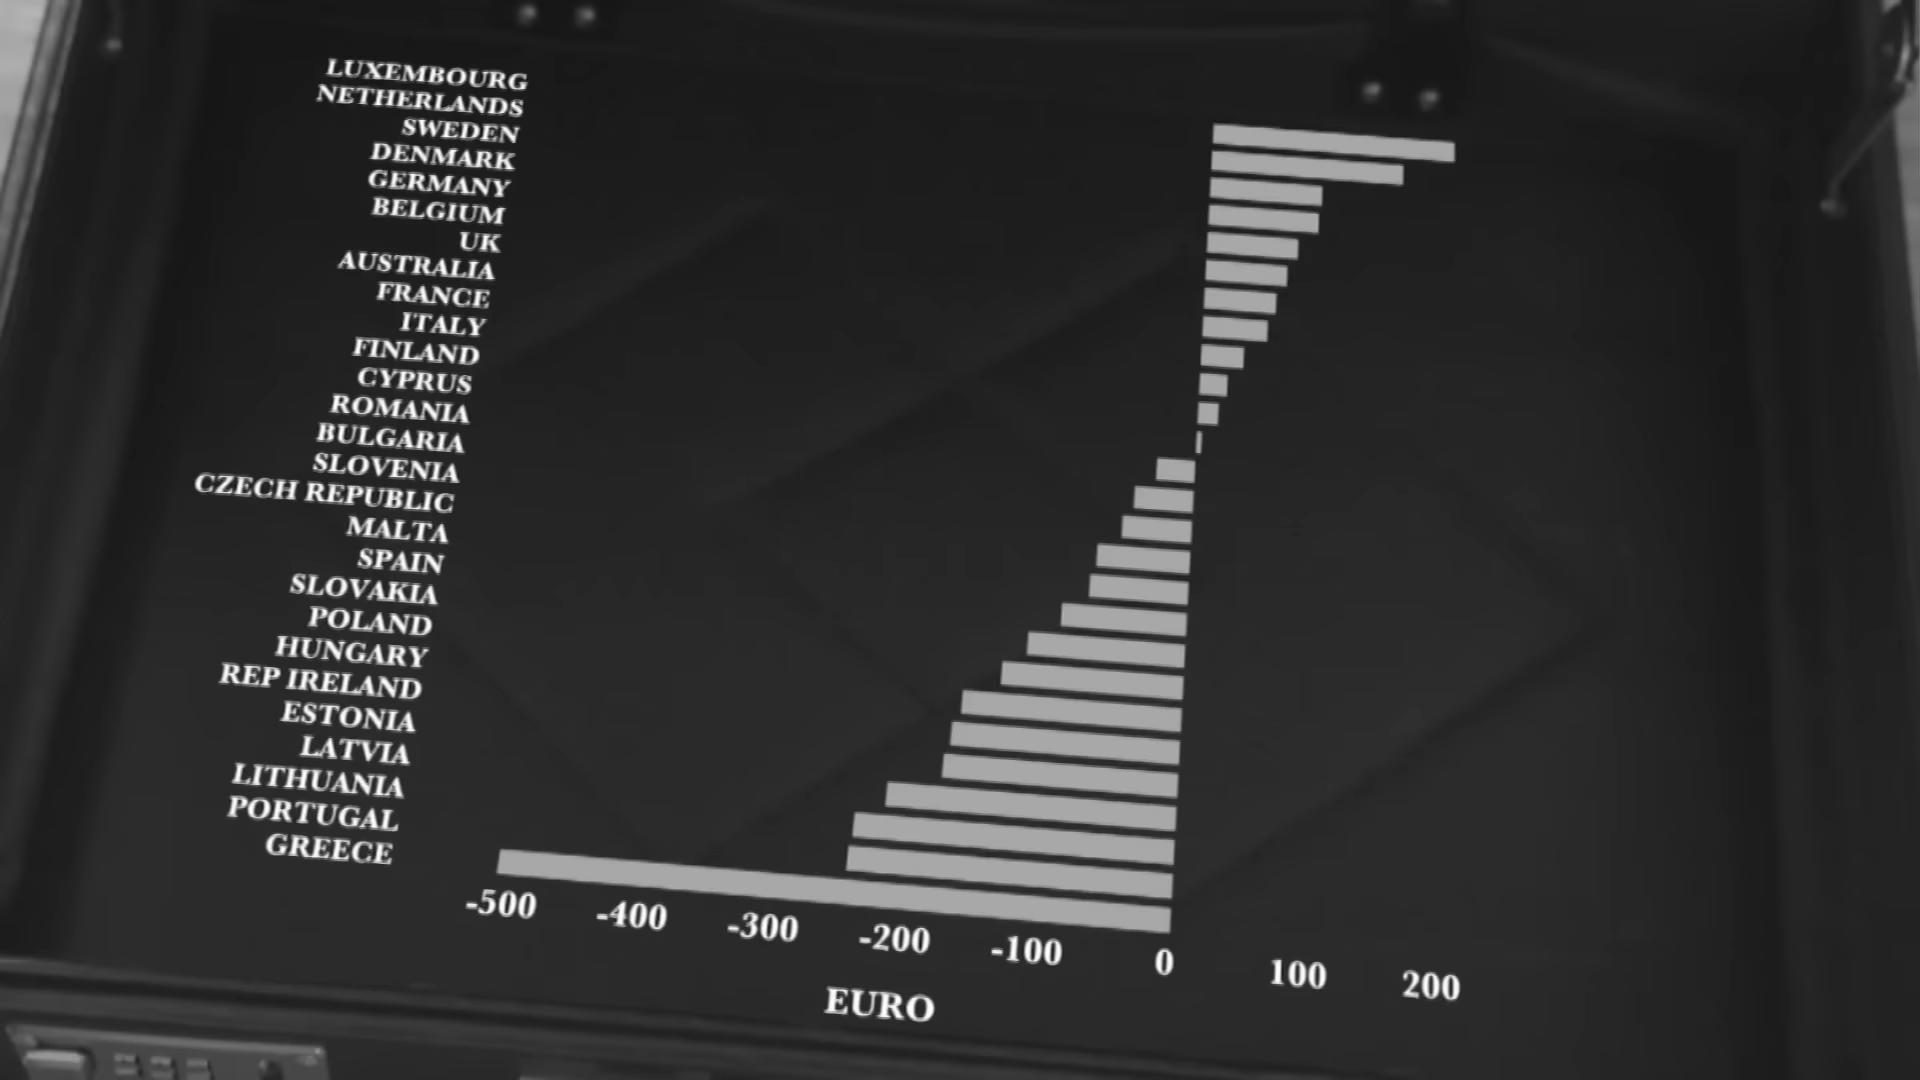 LUXEMBOURG
NETHERLANDS
SWEDEN
DENMARK
GERMANY
BELGIUM
UK
AUSTRALIA
FRANCE
ITALY
FINLAND
CYPRUS
ROMANIA
BULGARIA
SLOVENIA
CZECH REPUBLIC
MALTA
SPAIN
SLOVAKIA
POLAND
HUNGARY
REP IRELAND
ESTONIA
LATVIA
LITHUANIA
PORTUGAL
GREECE
-500 -400 -300 -200 -100 0 100 200
EURO